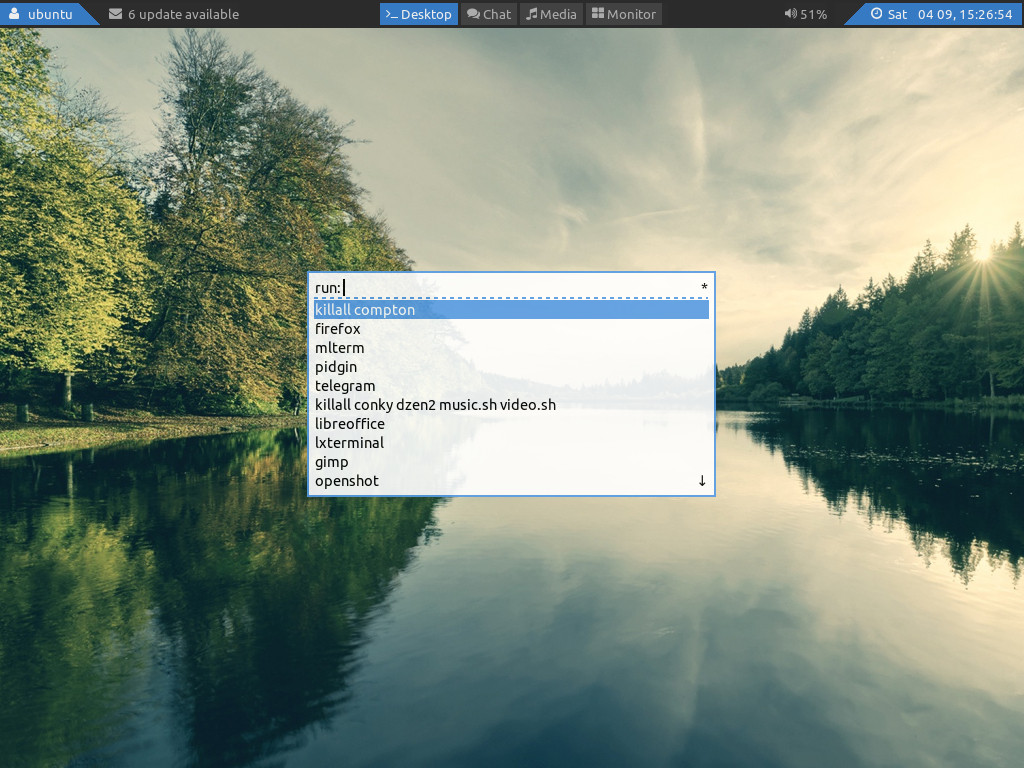 ubuntu 6 update available >_ Desktop Chat Media Monitor 51% Sat 04 09, 15:26:54
run: *
killall compton
firefox
mlterm
pidgin
telegram
killall conky dzen2 music.sh video.sh
libreoffice
lxterminal
gimp
openshot ↓